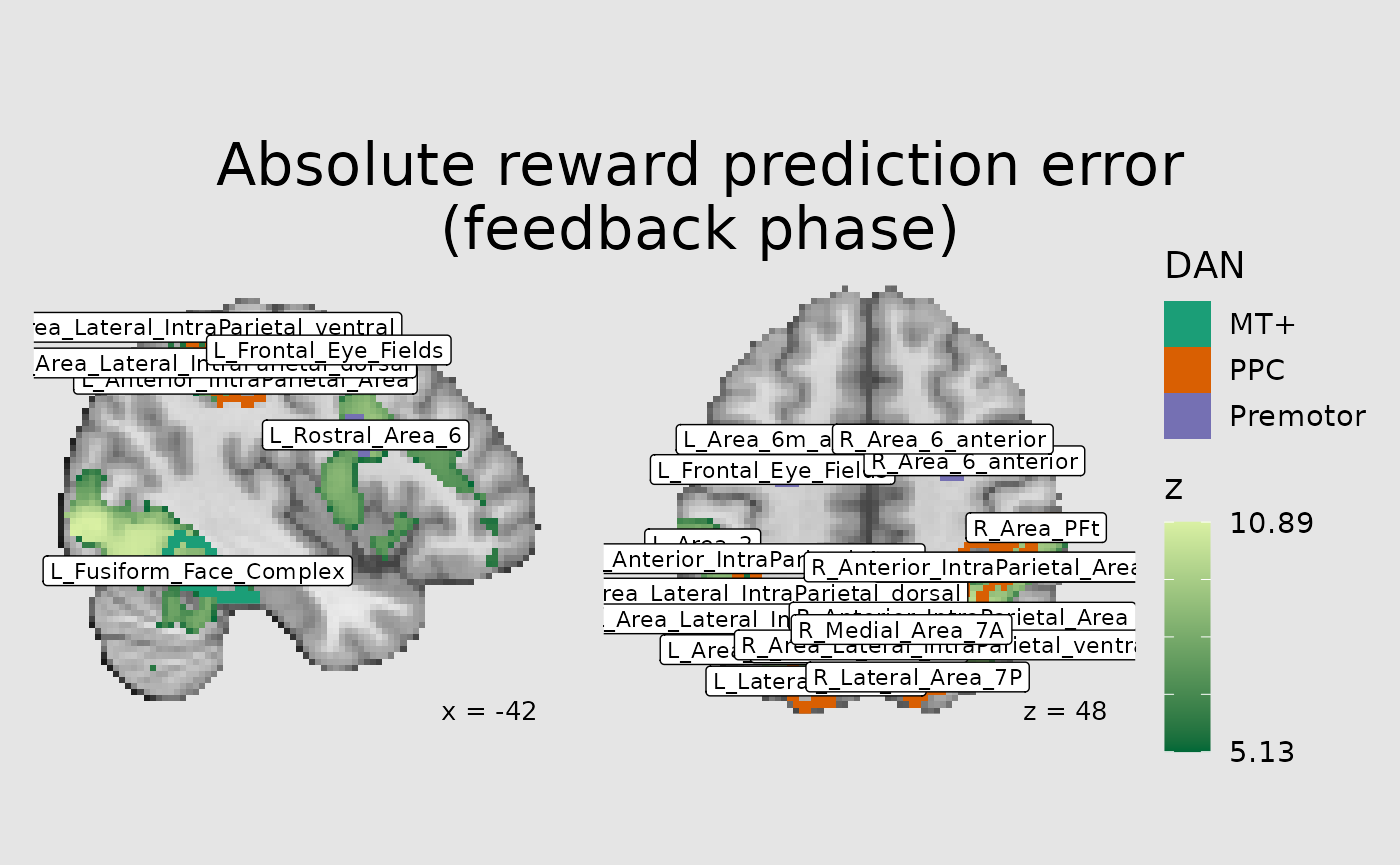 Absolute reward prediction error
(feedback phase)
rea_Lateral_IntraParietal_ventral
L_Frontal_Eye_Fields
Area_Lateral_IntraParietal_dorsal
L_Anterior_IntraParietal_Area
L_Rostral_Area_6
L_Fusiform_Face_Complex
x = -42
L_Area_6m_a
R_Area_6_anterior
L_Frontal_Eye_Fields
R_Area_6_anterior
R_Area_PFt
L_Area_2
_Anterior_IntraPar
R_Anterior_IntraParietal_Area
rea_Lateral_IntraParietal_dorsal
_Area_Lateral_In
R_Anterior_IntraParietal_Area
R_Medial_Area_7A
L_Area
R_Area_Lateral_IntraParietal_ventra
L_Latera
R_Lateral_Area_7P
z = 48
DAN
MT+
PPC
Premotor
z
10.89
5.13